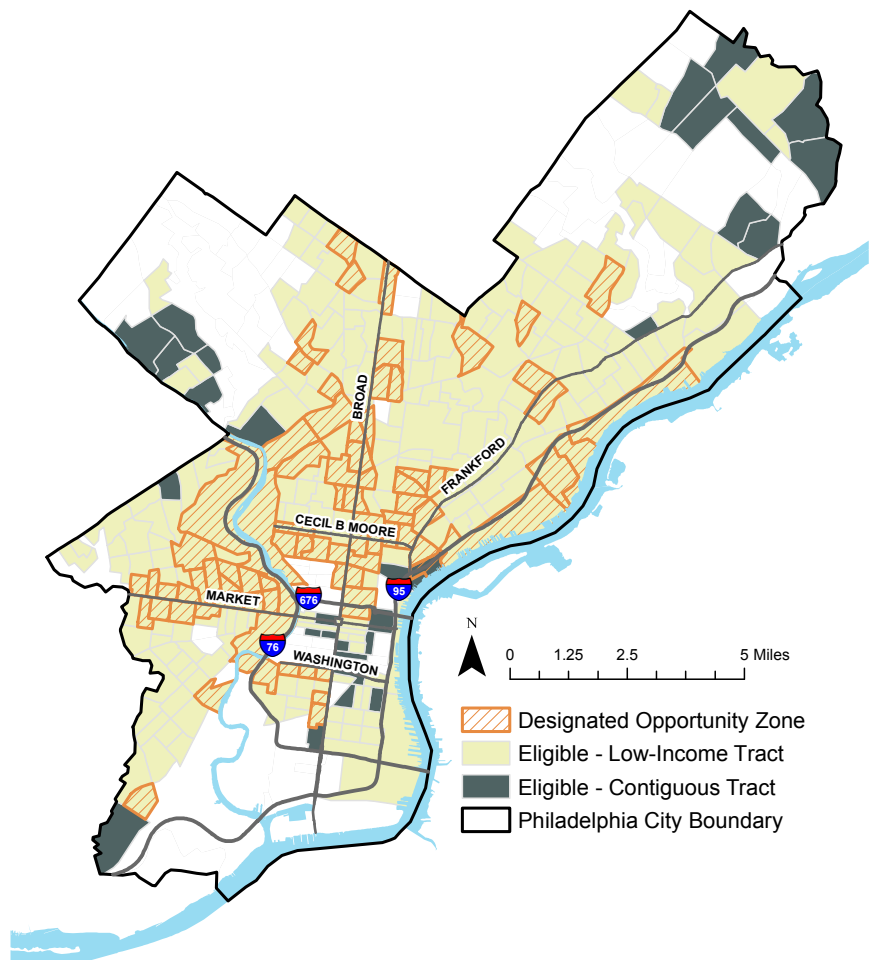 BROAD
FRANKFORD
CECIL B MOORE
95
676
MARKET
76
WASHINGTON
N
0 1.25 2.5 5 Miles
Designated Opportunity Zone
Eligible - Low-Income Tract
Eligible - Contiguous Tract
Philadelphia City Boundary